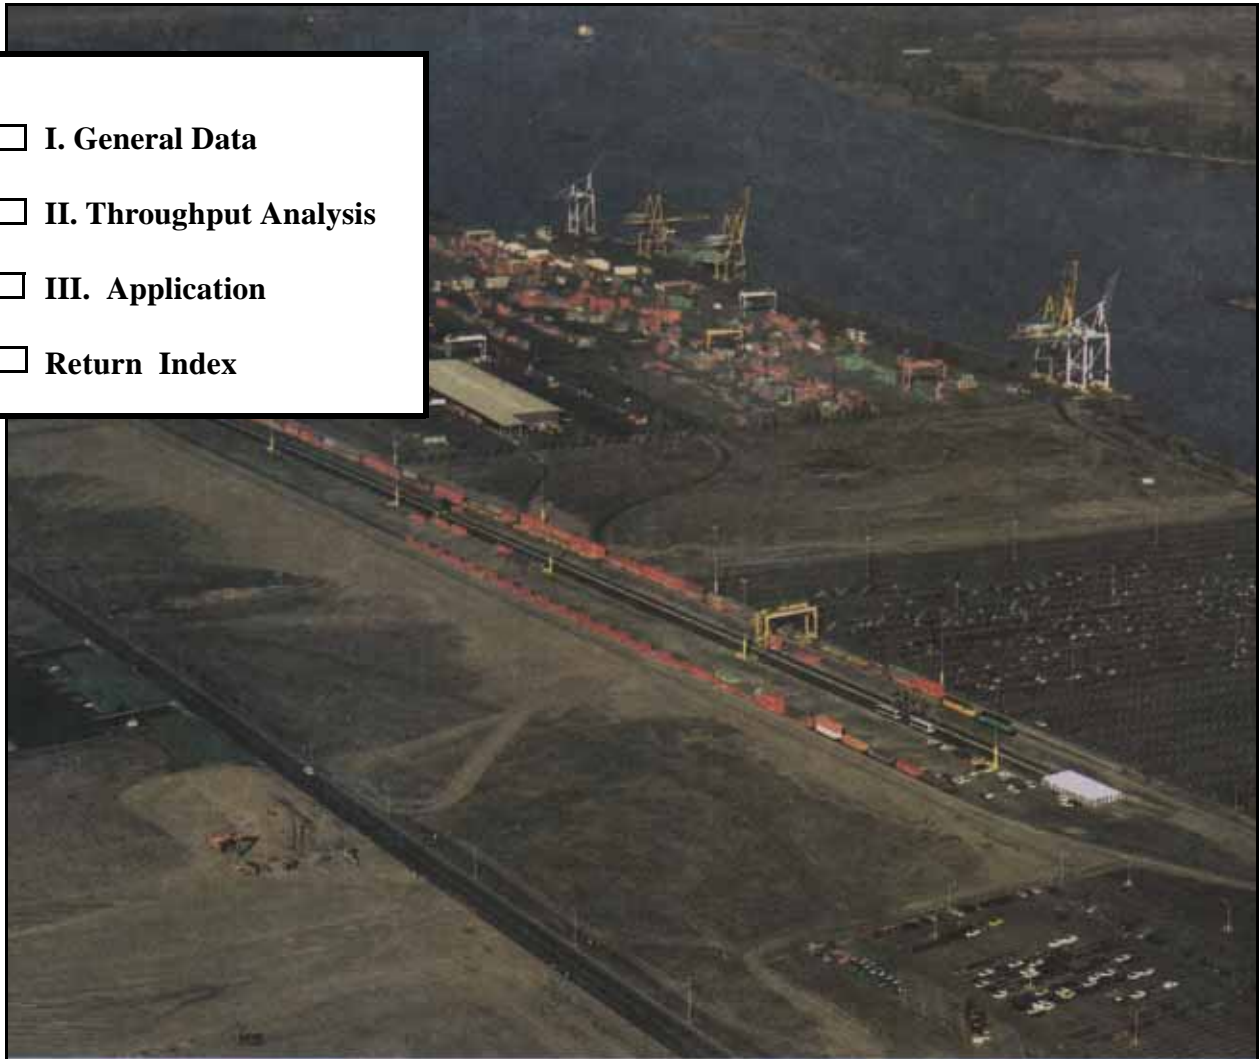 I. General Data
II. Throughput Analysis
III. Application
Return Index